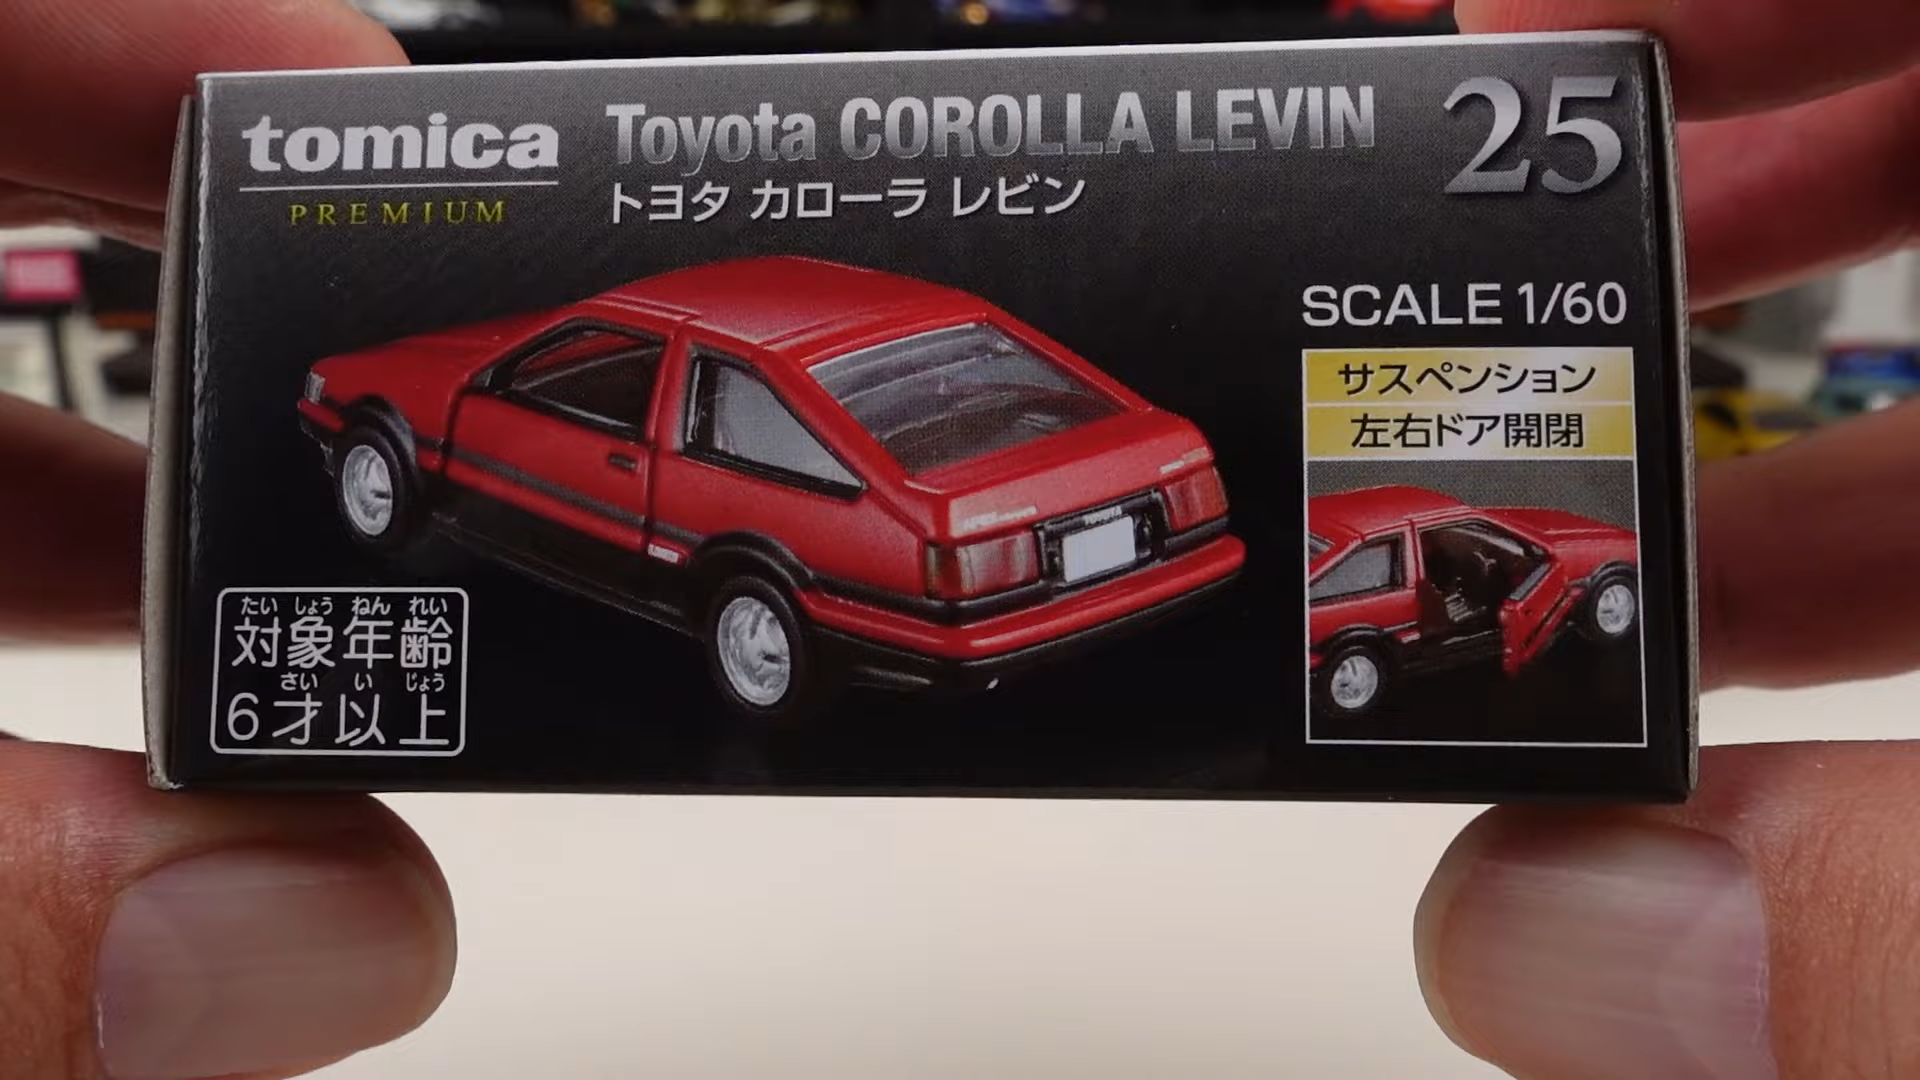 tomica
PREMIUM
Toyota COROLLA LEVIN
トヨタ カローラ レビン
25
SCALE 1/60
サスペンション
左右ドア開閉
TOYOTA
たい しょう ねん れい
対象年齢
さい い じょう
6才以上